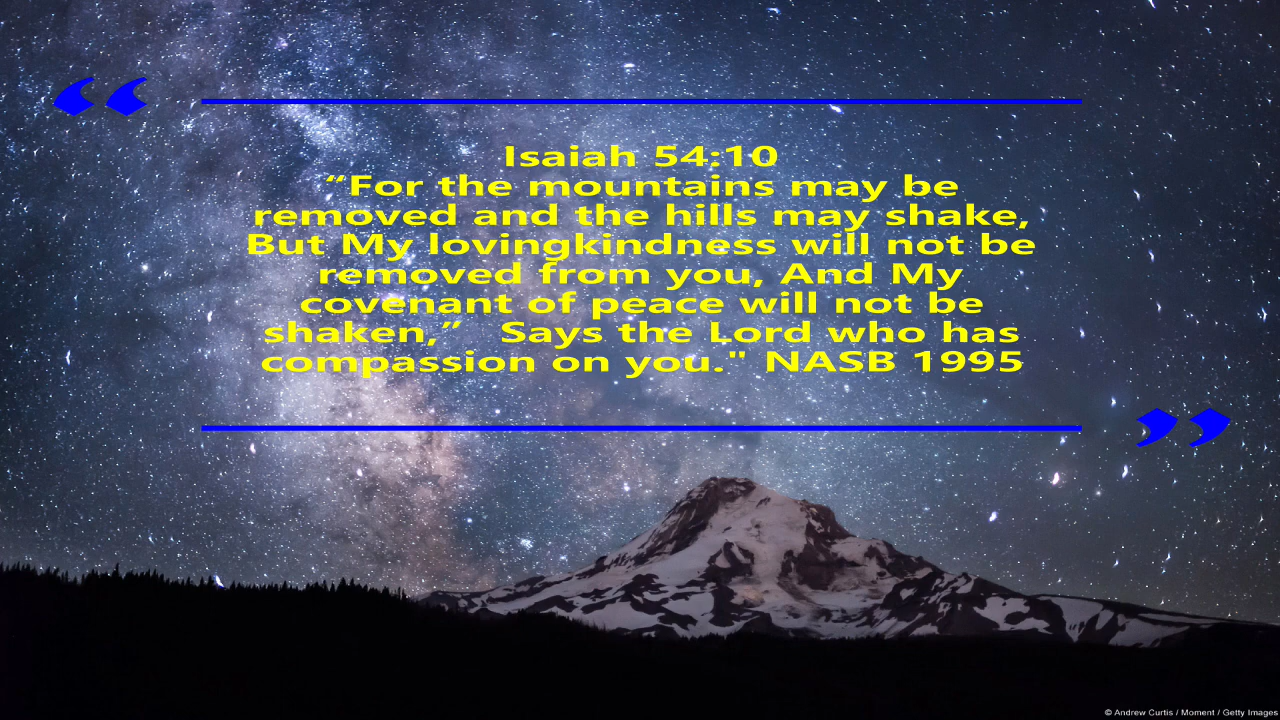 “
Isaiah 54:10
“For the mountains may be
removed and the hills may shake,
But My lovingkindness will not be
removed from you, And My
covenant of peace will not be
shaken,”  Says the Lord who has
compassion on you." NASB 1995
”
© Andrew Curtis / Moment / Getty Images